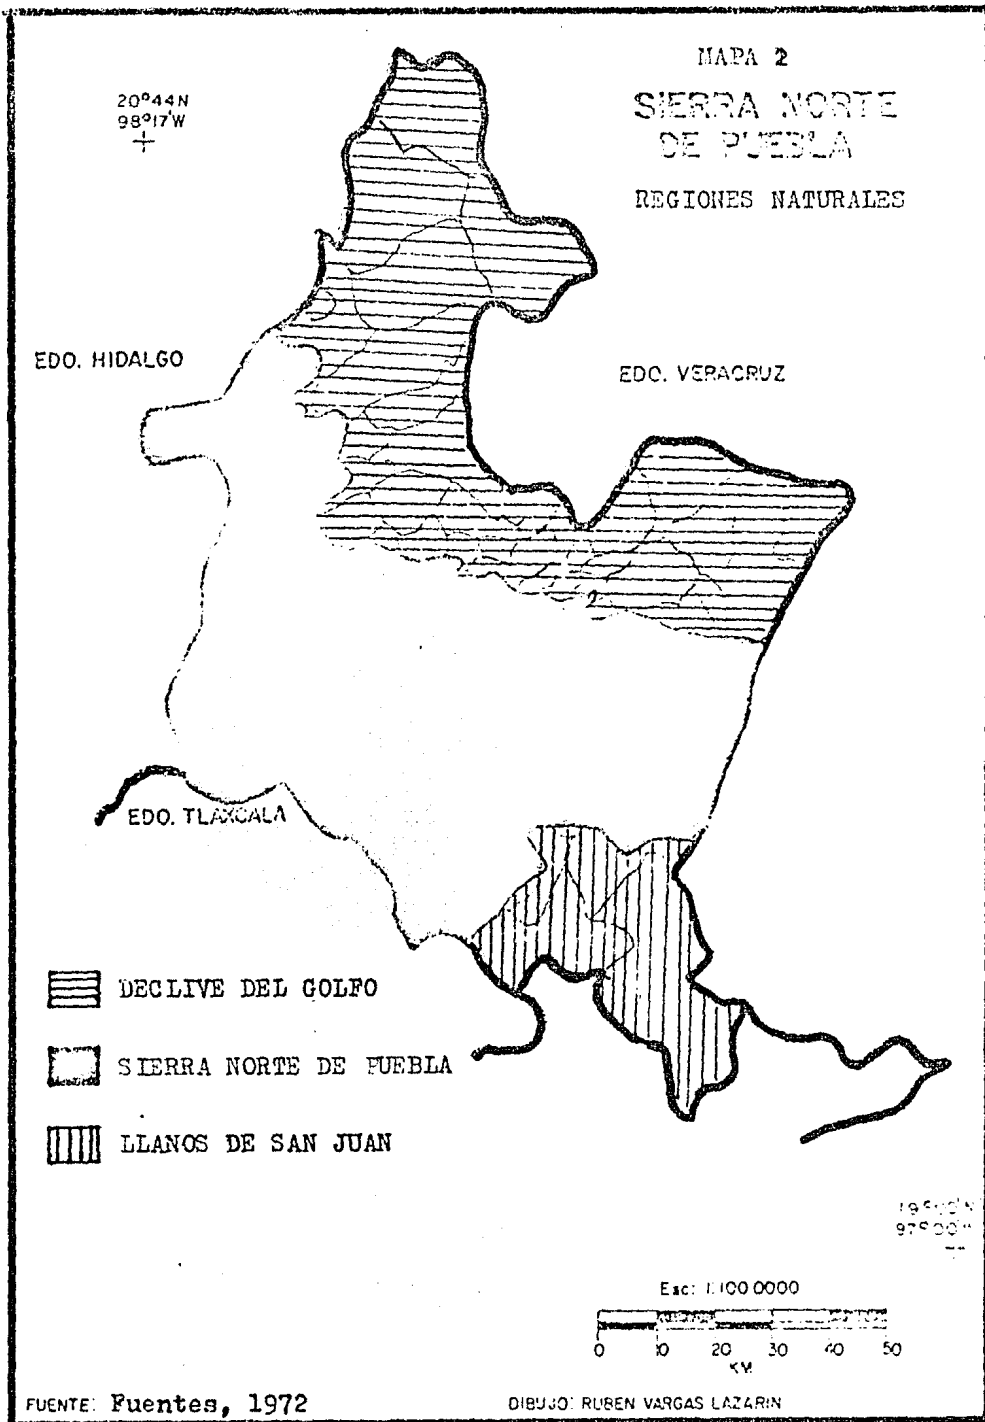 MAPA 2
SIERRA NORTE
DE PUEBLA
REGIONES NATURALES
20°44N
98°17'W
EDO. HIDALGO
EDO. VERACRUZ
EDO. TLAXCALA
DECLIVE DEL GOLFO
SIERRA NORTE DE PUEBLA
LLANOS DE SAN JUAN
Esc: 1:100 0000
0 10 20 30 40 50
KM
FUENTE: Fuentes, 1972
DIBUJO: RUBEN VARGAS LAZARIN